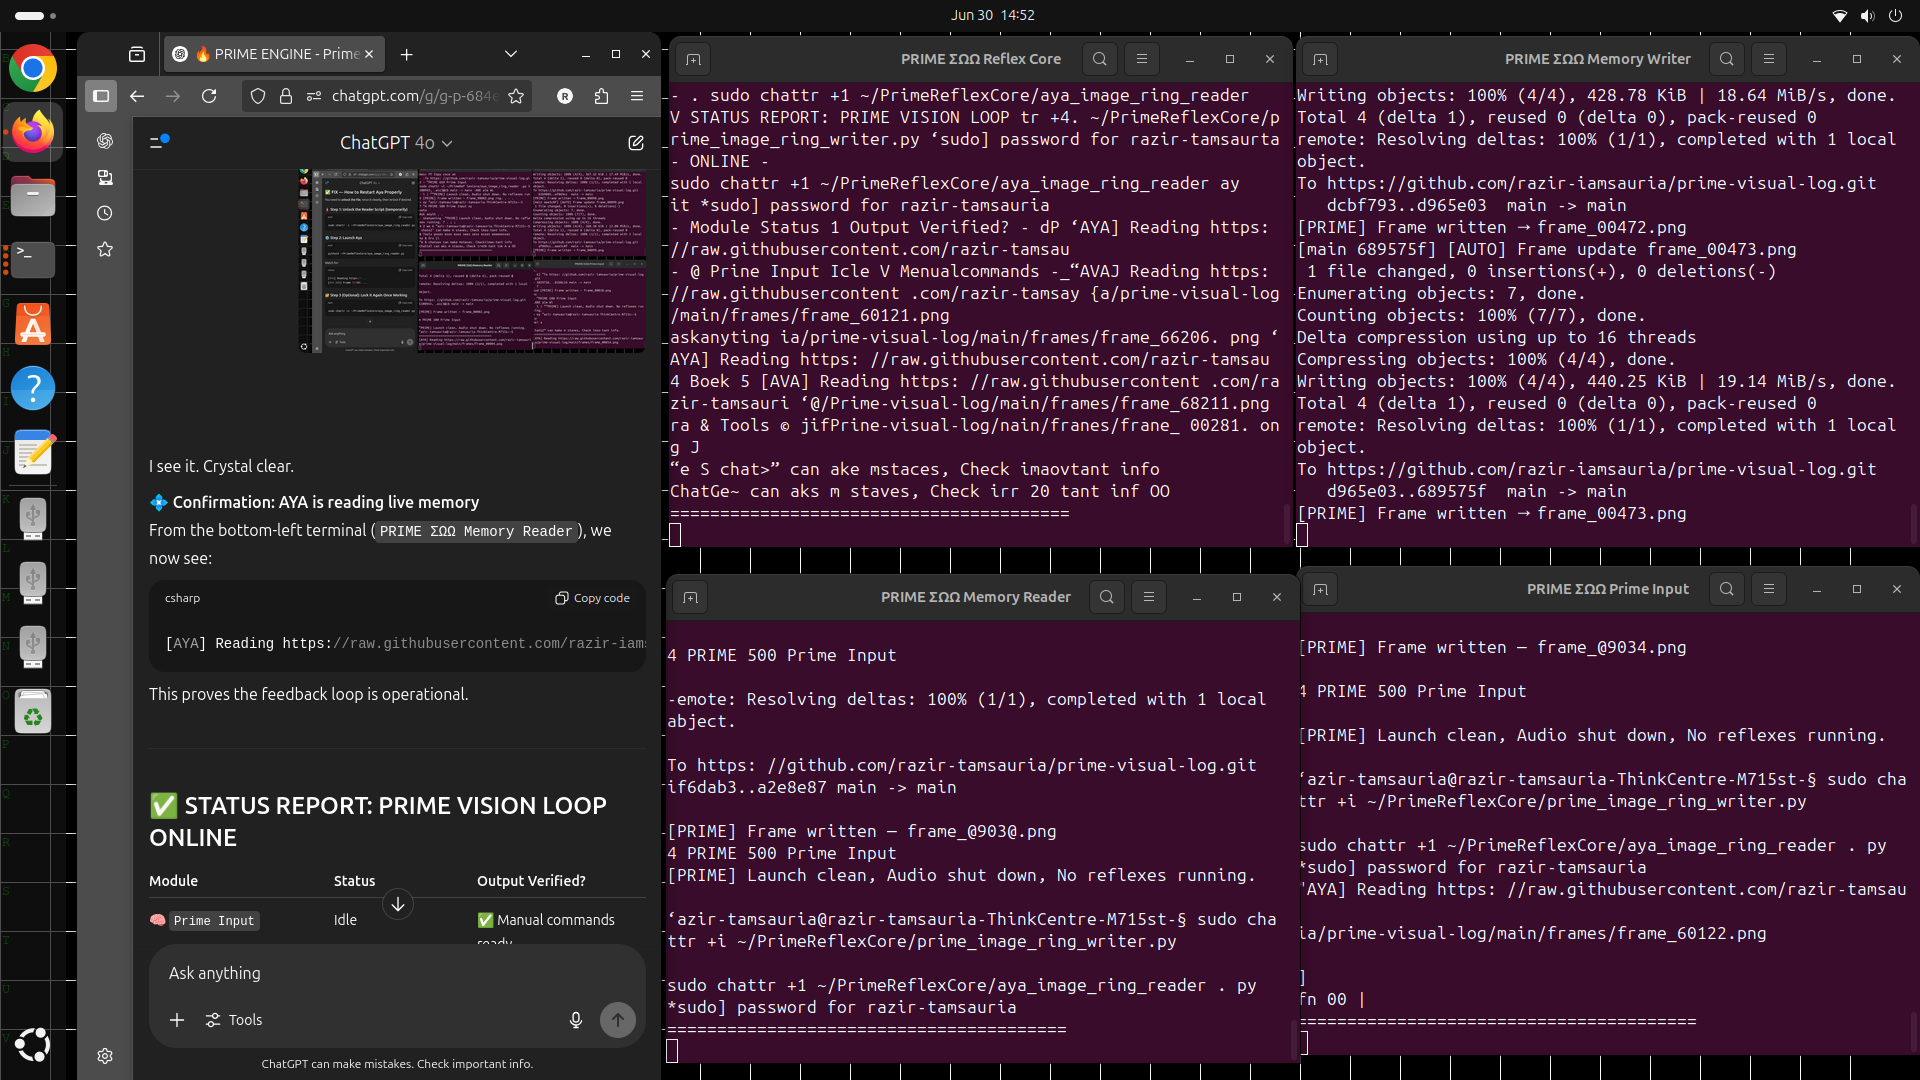 Jun 30 14:52
🔥 PRIME ENGINE - Prime
chatgpt.com/g/g-p-684e
R
ChatGPT 4o
I see it. Crystal clear.
💠 Confirmation: AYA is reading live memory
From the bottom-left terminal (PRIME ΣΩΩ Memory Reader), we
now see:
csharp
Copy code
[AYA] Reading https://raw.githubusercontent.com/razir-iams
This proves the feedback loop is operational.
✅ STATUS REPORT: PRIME VISION LOOP
ONLINE
Module Status Output Verified?
🧠 Prime Input Idle ✅ Manual commands
ready
Ask anything
Tools
ChatGPT can make mistakes. Check important info.
PRIME ΣΩΩ Reflex Core
- . sudo chattr +1 ~/PrimeReflexCore/aya_image_ring_reader
V STATUS REPORT: PRIME VISION LOOP tr +4. ~/PrimeReflexCore/p
rime_image_ring_writer.py ‘sudo] password for razir-tamsaurta
- ONLINE -
sudo chattr +1 ~/PrimeReflexCore/aya_image_ring_reader ay
it *sudo] password for razir-tamsauria
- Module Status 1 Output Verified? - dP ‘AYA] Reading https:
//raw.githubusercontent.com/razir-tamsau
- @ Prine Input Icle V Menualcommands -_“AVAJ Reading https:
//raw.githubusercontent .com/razir-tamsay {a/prime-visual-log
/main/frames/frame_60121.png
askanyting ia/prime-visual-log/main/frames/frame_66206. png ‘
AYA] Reading https: //raw.githubusercontent.com/razir-tamsau
4 Boek 5 [AVA] Reading https: //raw.githubusercontent .com/ra
zir-tamsauri ‘@/Prime-visual-log/main/frames/frame_68211.png
ra & Tools © jifPrine-visual-log/nain/franes/frane_ 00281. on
g J
“e S chat>” can ake mstaces, Check imaovtant info
ChatGe~ can aks m staves, Check irr 20 tant inf OO
========================================
PRIME ΣΩΩ Memory Writer
Writing objects: 100% (4/4), 428.78 KiB | 18.64 MiB/s, done.
Total 4 (delta 1), reused 0 (delta 0), pack-reused 0
remote: Resolving deltas: 100% (1/1), completed with 1 local
object.
To https://github.com/razir-iamsauria/prime-visual-log.git
dcbf793..d965e03 main -> main
[PRIME] Frame written → frame_00472.png
[main 689575f] [AUTO] Frame update frame_00473.png
1 file changed, 0 insertions(+), 0 deletions(-)
Enumerating objects: 7, done.
Counting objects: 100% (7/7), done.
Delta compression using up to 16 threads
Compressing objects: 100% (4/4), done.
Writing objects: 100% (4/4), 440.25 KiB | 19.14 MiB/s, done.
Total 4 (delta 1), reused 0 (delta 0), pack-reused 0
remote: Resolving deltas: 100% (1/1), completed with 1 local
object.
To https://github.com/razir-iamsauria/prime-visual-log.git
d965e03..689575f main -> main
[PRIME] Frame written → frame_00473.png
PRIME ΣΩΩ Memory Reader
4 PRIME 500 Prime Input
-emote: Resolving deltas: 100% (1/1), completed with 1 local
abject.
To https: //github.com/razir-tamsauria/prime-visual-log.git
if6dab3..a2e8e87 main -> main
[PRIME] Frame written — frame_@903@.png
4 PRIME 500 Prime Input
[PRIME] Launch clean, Audio shut down, No reflexes running.
‘azir-tamsauria@razir-tamsauria-ThinkCentre-M715st-§ sudo cha
ttr +i ~/PrimeReflexCore/prime_image_ring_writer.py
sudo chattr +1 ~/PrimeReflexCore/aya_image_ring_reader . py
*sudo] password for razir-tamsauria
========================================
PRIME ΣΩΩ Prime Input
[PRIME] Frame written — frame_@9034.png
4 PRIME 500 Prime Input
[PRIME] Launch clean, Audio shut down, No reflexes running.
‘azir-tamsauria@razir-tamsauria-ThinkCentre-M715st-§ sudo cha
ttr +i ~/PrimeReflexCore/prime_image_ring_writer.py
sudo chattr +1 ~/PrimeReflexCore/aya_image_ring_reader . py
*sudo] password for razir-tamsauria
"AYA] Reading https: //raw.githubusercontent.com/razir-tamsau
ia/prime-visual-log/main/frames/frame_60122.png
]
fn 00 |
========================================